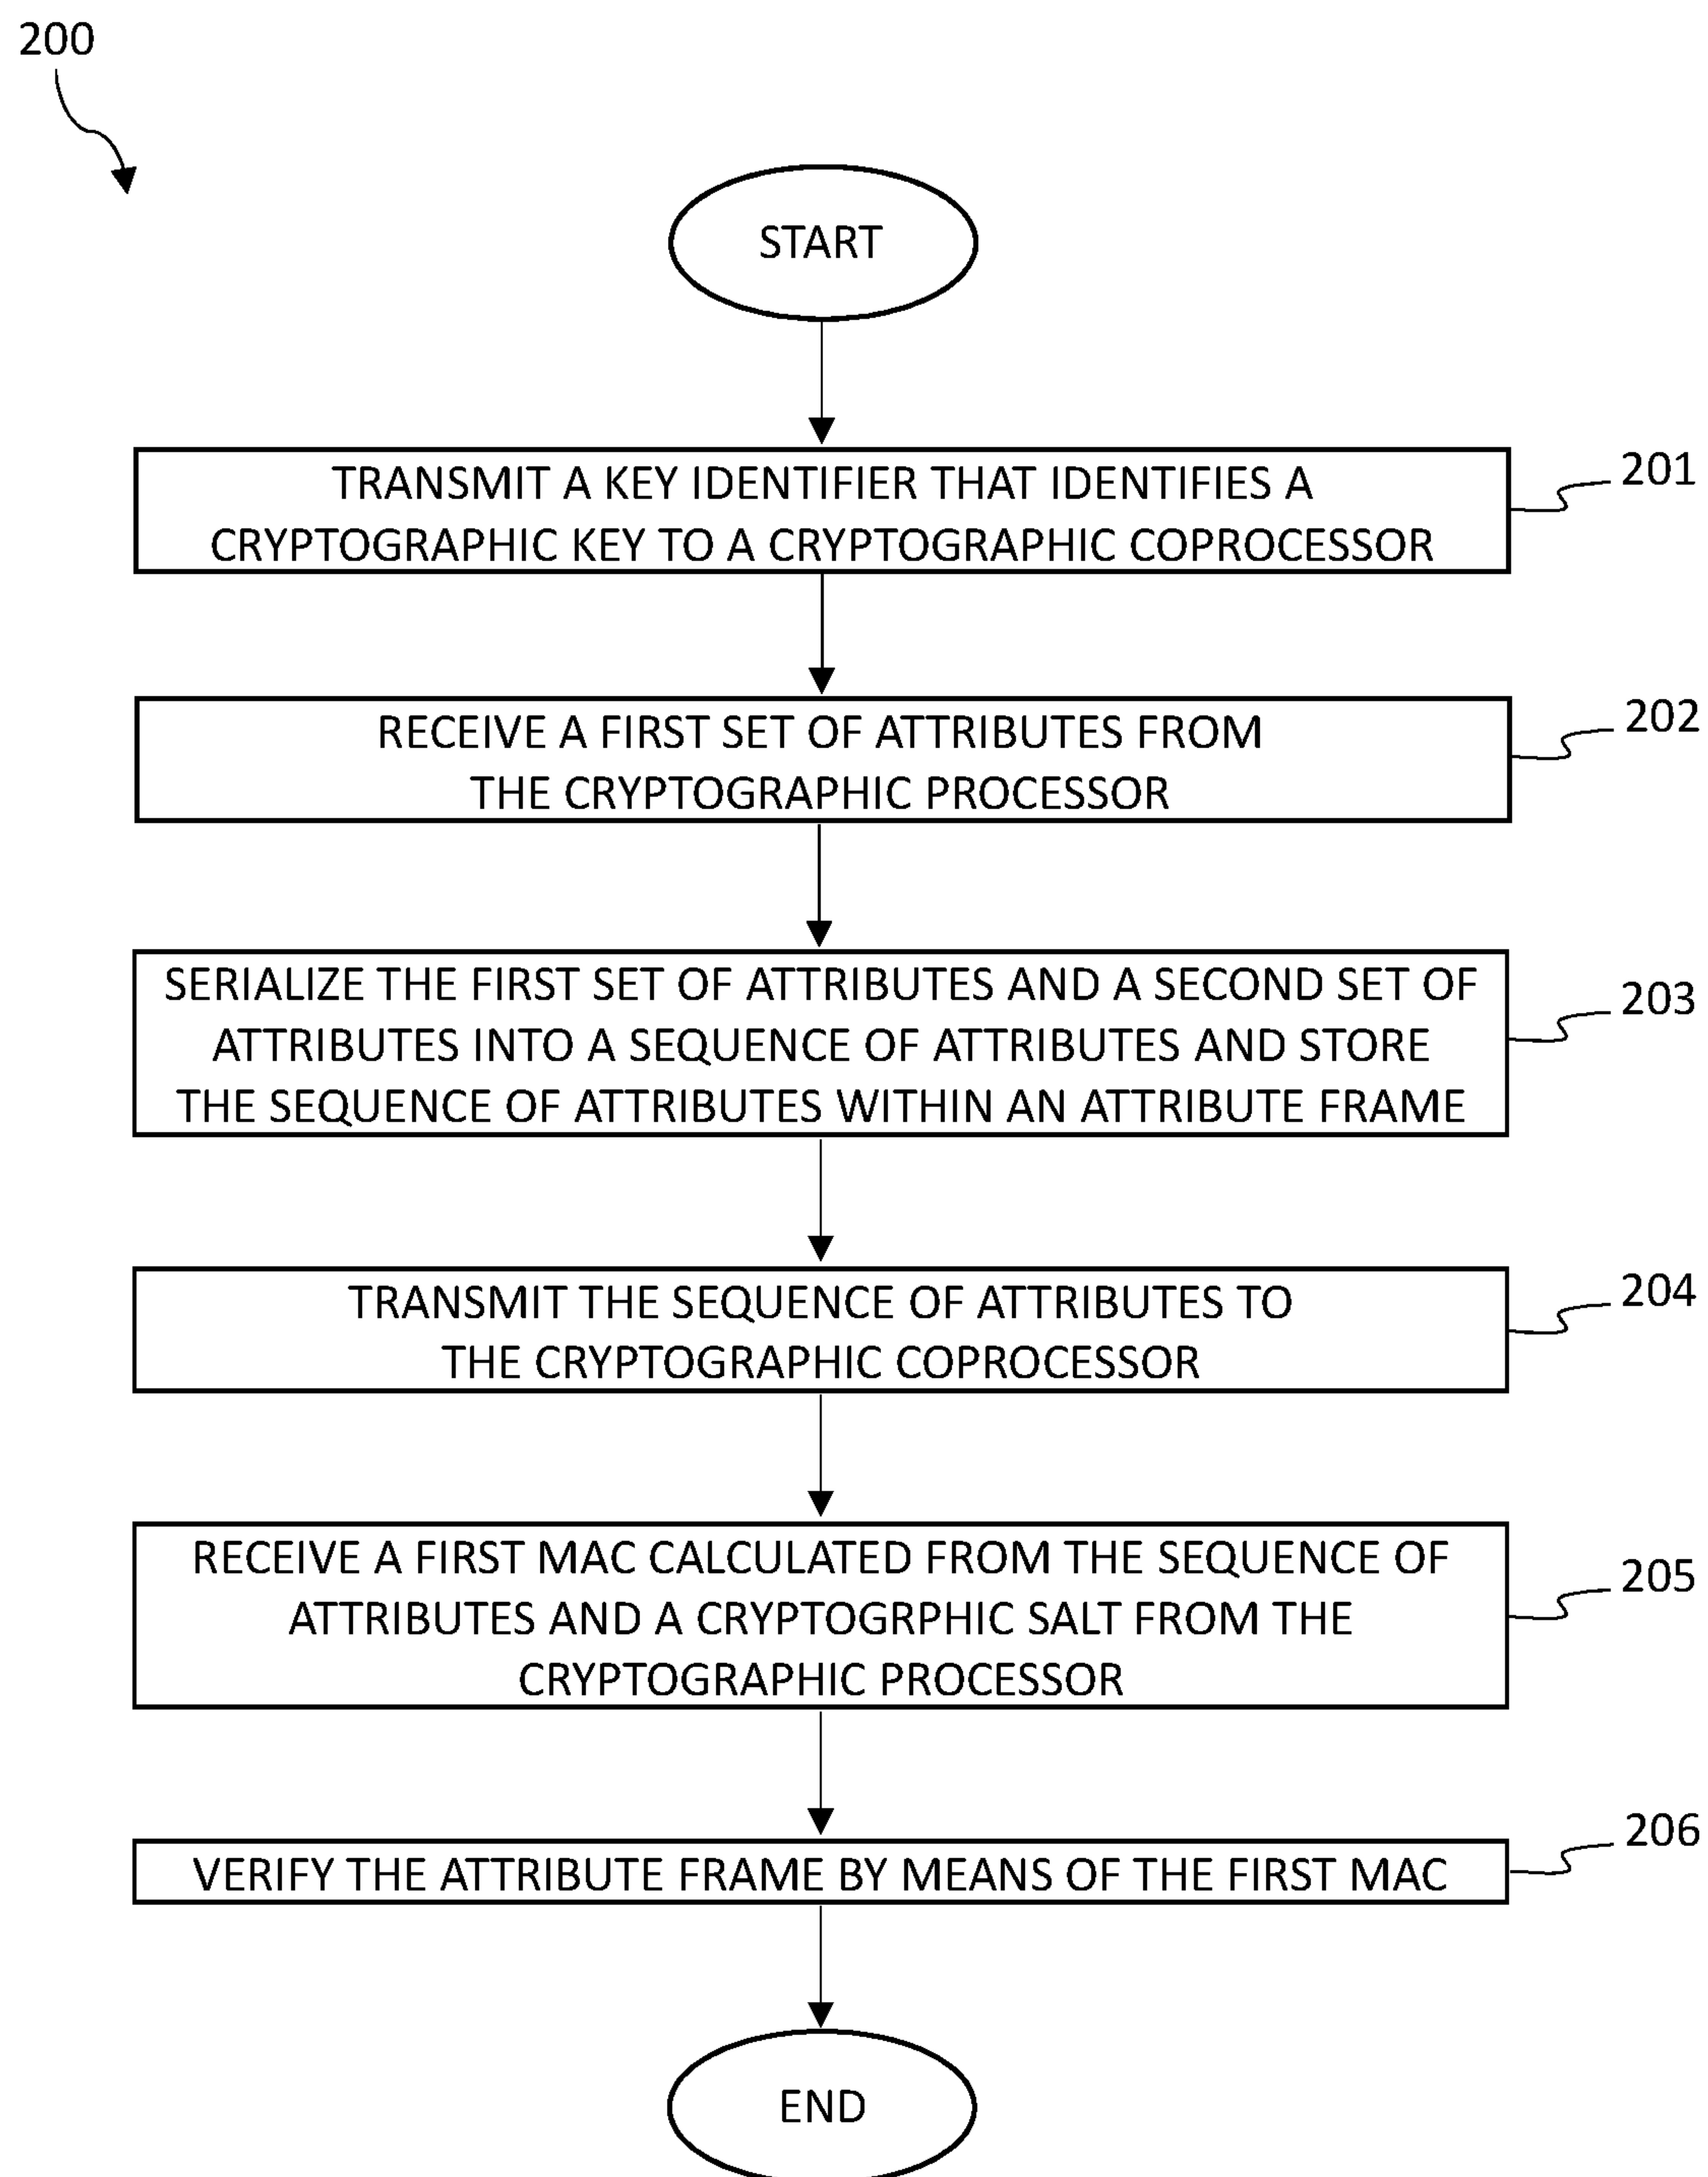 200
START
TRANSMIT A KEY IDENTIFIER THAT IDENTIFIES A
CRYPTOGRAPHIC KEY TO A CRYPTOGRAPHIC COPROCESSOR
201
RECEIVE A FIRST SET OF ATTRIBUTES FROM
THE CRYPTOGRAPHIC PROCESSOR
202
SERIALIZE THE FIRST SET OF ATTRIBUTES AND A SECOND SET OF
ATTRIBUTES INTO A SEQUENCE OF ATTRIBUTES AND STORE
THE SEQUENCE OF ATTRIBUTES WITHIN AN ATTRIBUTE FRAME
203
TRANSMIT THE SEQUENCE OF ATTRIBUTES TO
THE CRYPTOGRAPHIC COPROCESSOR
204
RECEIVE A FIRST MAC CALCULATED FROM THE SEQUENCE OF
ATTRIBUTES AND A CRYPTOGRPHIC SALT FROM THE
CRYPTOGRAPHIC PROCESSOR
205
VERIFY THE ATTRIBUTE FRAME BY MEANS OF THE FIRST MAC
206
END